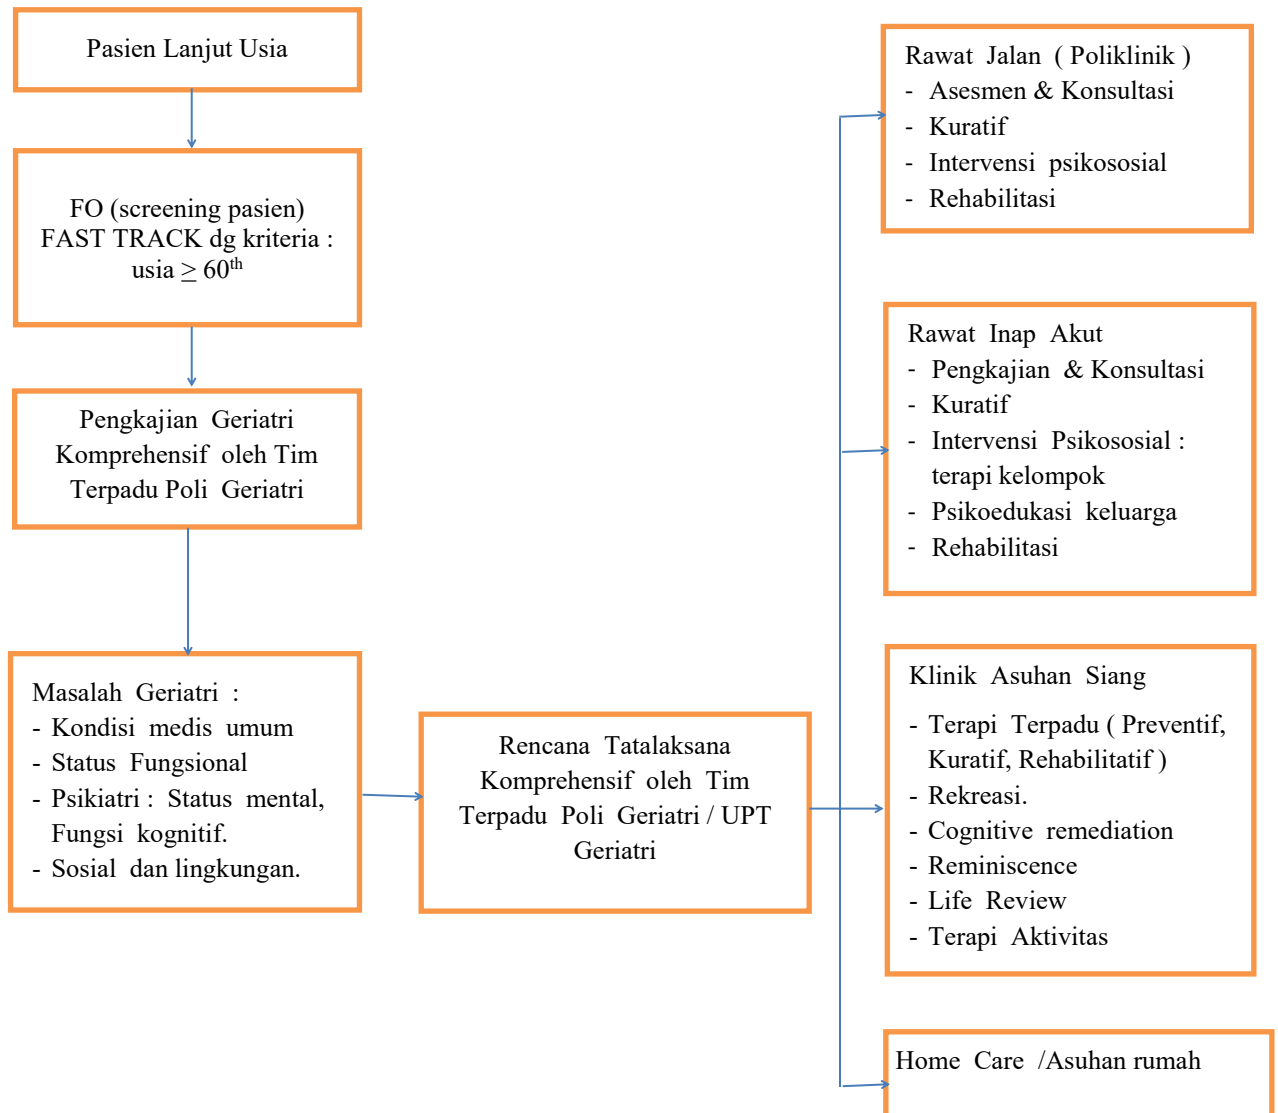 Pasien Lanjut Usia
FO (screening pasien)
FAST TRACK dg kriteria :
usia ≥ 60th
Pengkajian Geriatri
Komprehensif oleh Tim
Terpadu Poli Geriatri
Masalah Geriatri :
- Kondisi medis umum
- Status Fungsional
- Psikiatri : Status mental,
Fungsi kognitif.
- Sosial dan lingkungan.
Rencana Tatalaksana
Komprehensif oleh Tim
Terpadu Poli Geriatri / UPT
Geriatri
Rawat Jalan ( Poliklinik )
- Asesmen & Konsultasi
- Kuratif
- Intervensi psikososial
- Rehabilitasi
Rawat Inap Akut
- Pengkajian & Konsultasi
- Kuratif
- Intervensi Psikososial :
terapi kelompok
- Psikoedukasi keluarga
- Rehabilitasi
Klinik Asuhan Siang
- Terapi Terpadu ( Preventif,
Kuratif, Rehabilitatif )
- Rekreasi.
- Cognitive remediation
- Reminiscence
- Life Review
- Terapi Aktivitas
Home Care /Asuhan rumah